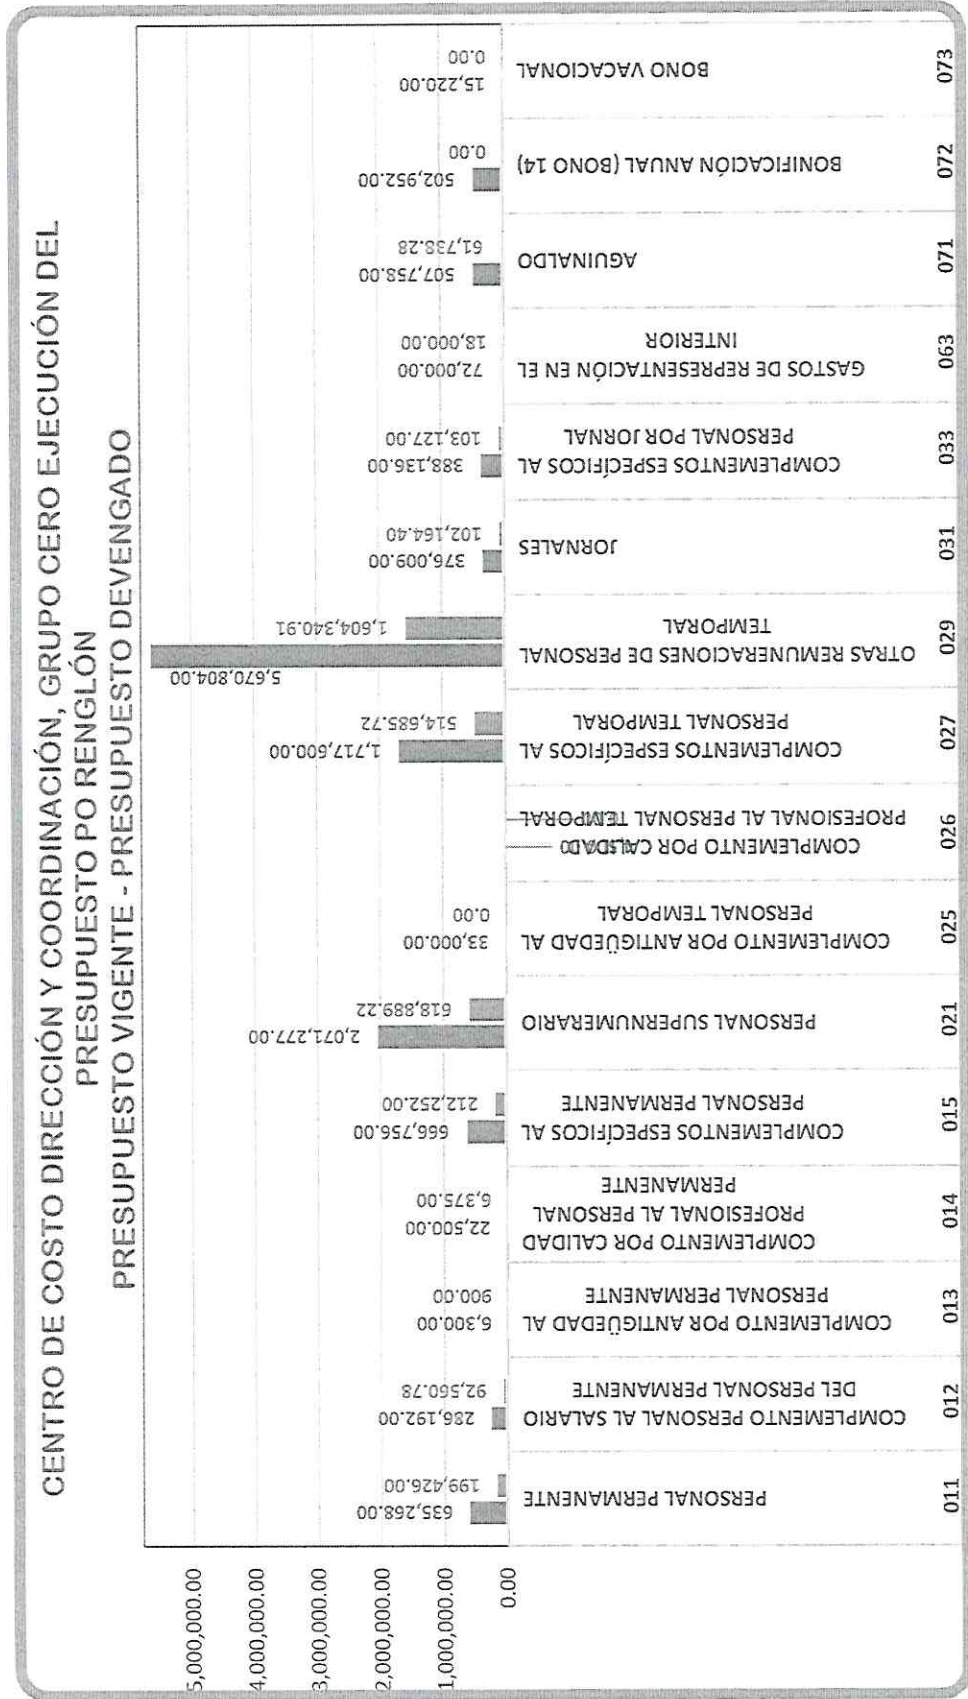 CENTRO DE COSTO DIRECCIÓN Y COORDINACIÓN, GRUPO CERO EJECUCIÓN DEL
PRESUPUESTO PO RENGLÓN
PRESUPUESTO VIGENTE - PRESUPUESTO DEVENGADO
5,000,000.00
4,000,000.00
3,000,000.00
2,000,000.00
1,000,000.00
0.00
635,268.00
199,426.00
PERSONAL PERMANENTE
011
286,192.00
92,560.78
COMPLEMENTO PERSONAL AL SALARIO
DEL PERSONAL PERMANENTE
012
6,300.00
900.00
COMPLEMENTO POR ANTIGÜEDAD AL
PERSONAL PERMANENTE
013
22,500.00
6,375.00
COMPLEMENTO POR CALIDAD
PROFESIONAL AL PERSONAL
PERMANENTE
014
666,756.00
212,252.00
COMPLEMENTOS ESPECÍFICOS AL
PERSONAL PERMANENTE
015
2,071,277.00
618,889.22
PERSONAL SUPERNUMERARIO
021
33,000.00
0.00
COMPLEMENTO POR ANTIGÜEDAD AL
PERSONAL TEMPORAL
025
COMPLEMENTO POR CALIDAD
PROFESIONAL AL PERSONAL TEMPORAL
026
1,717,600.00
514,685.72
COMPLEMENTOS ESPECÍFICOS AL
PERSONAL TEMPORAL
027
5,670,804.00
1,604,340.91
OTRAS REMUNERACIONES DE PERSONAL
TEMPORAL
029
376,009.00
102,164.40
JORNALES
031
388,136.00
103,127.00
COMPLEMENTOS ESPECÍFICOS AL
PERSONAL POR JORNAL
033
72,000.00
18,000.00
GASTOS DE REPRESENTACIÓN EN EL
INTERIOR
063
507,758.00
61,738.28
AGUINALDO
071
502,952.00
0.00
BONIFICACIÓN ANUAL (BONO 14)
072
15,220.00
0.00
BONO VACACIONAL
073